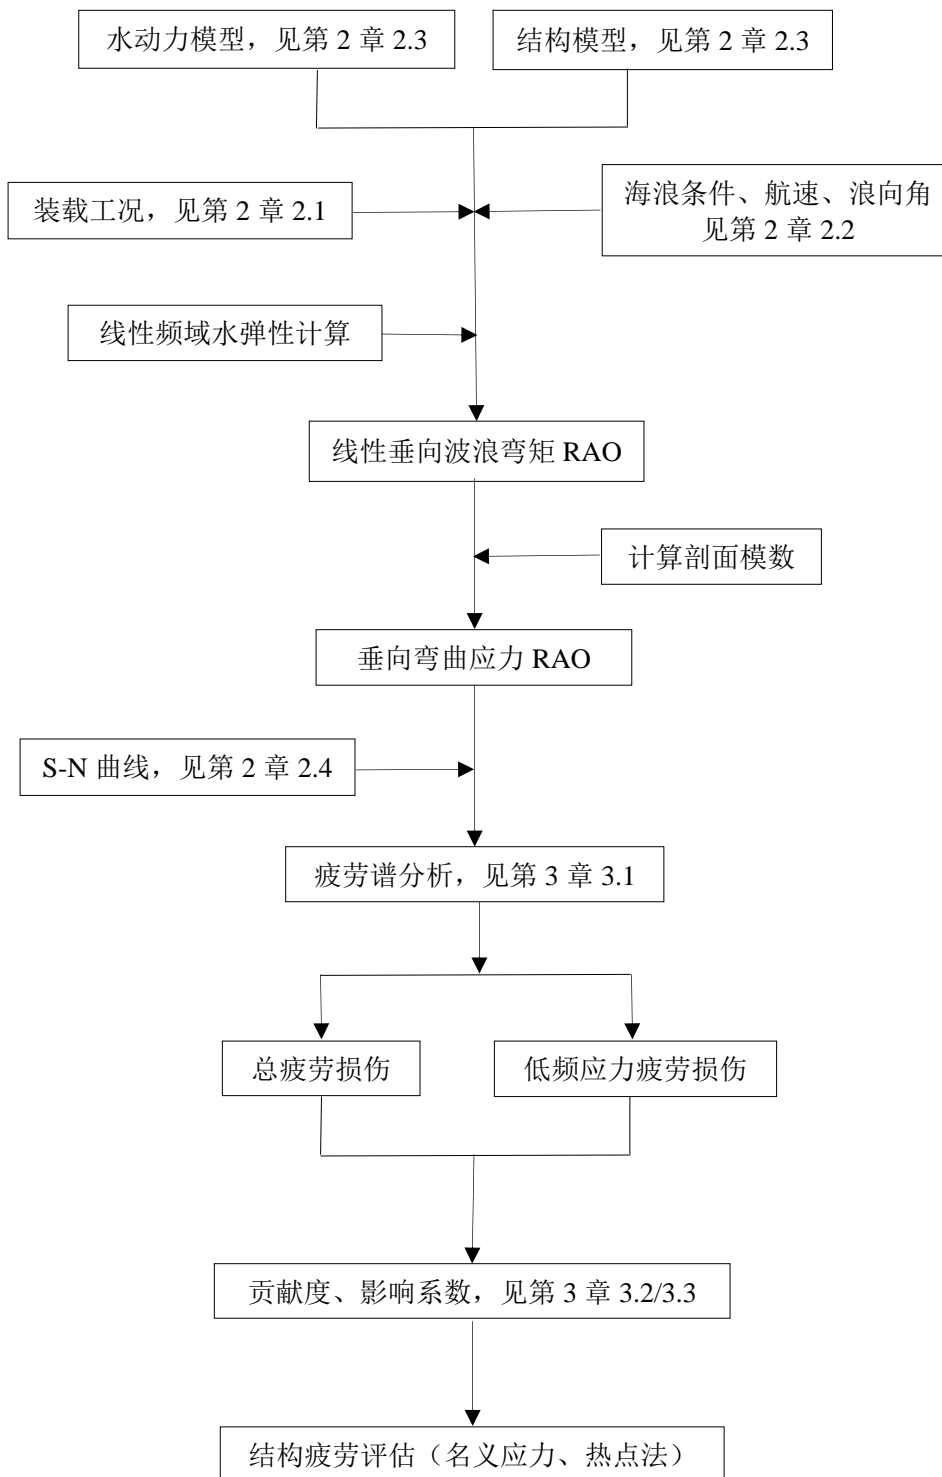 水动力模型，见第 2 章 2.3
结构模型，见第 2 章 2.3
装载工况，见第 2 章 2.1
海浪条件、航速、浪向角
见第 2 章 2.2
线性频域水弹性计算
线性垂向波浪弯矩 RAO
计算剖面模数
垂向弯曲应力 RAO
S-N 曲线，见第 2 章 2.4
疲劳谱分析，见第 3 章 3.1
总疲劳损伤
低频应力疲劳损伤
贡献度、影响系数，见第 3 章 3.2/3.3
结构疲劳评估（名义应力、热点法）